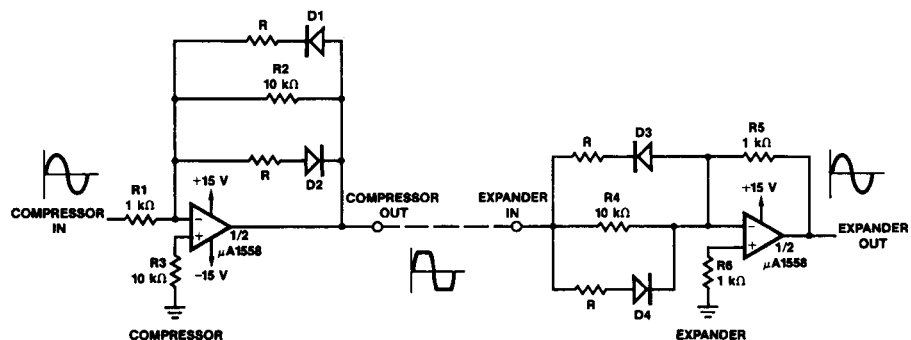 R
D1
R2
10 kΩ
R
D2
R1
1 kΩ
COMPRESSOR
IN
+15 V
−
+
1/2
μA1558
−15 V
R3
10 kΩ
COMPRESSOR
COMPRESSOR
OUT
EXPANDER
IN
R
D3
R4
10 kΩ
R
D4
R5
1 kΩ
+15 V
−
+
1/2
μA1558
R6
1 kΩ
EXPANDER
OUT
EXPANDER